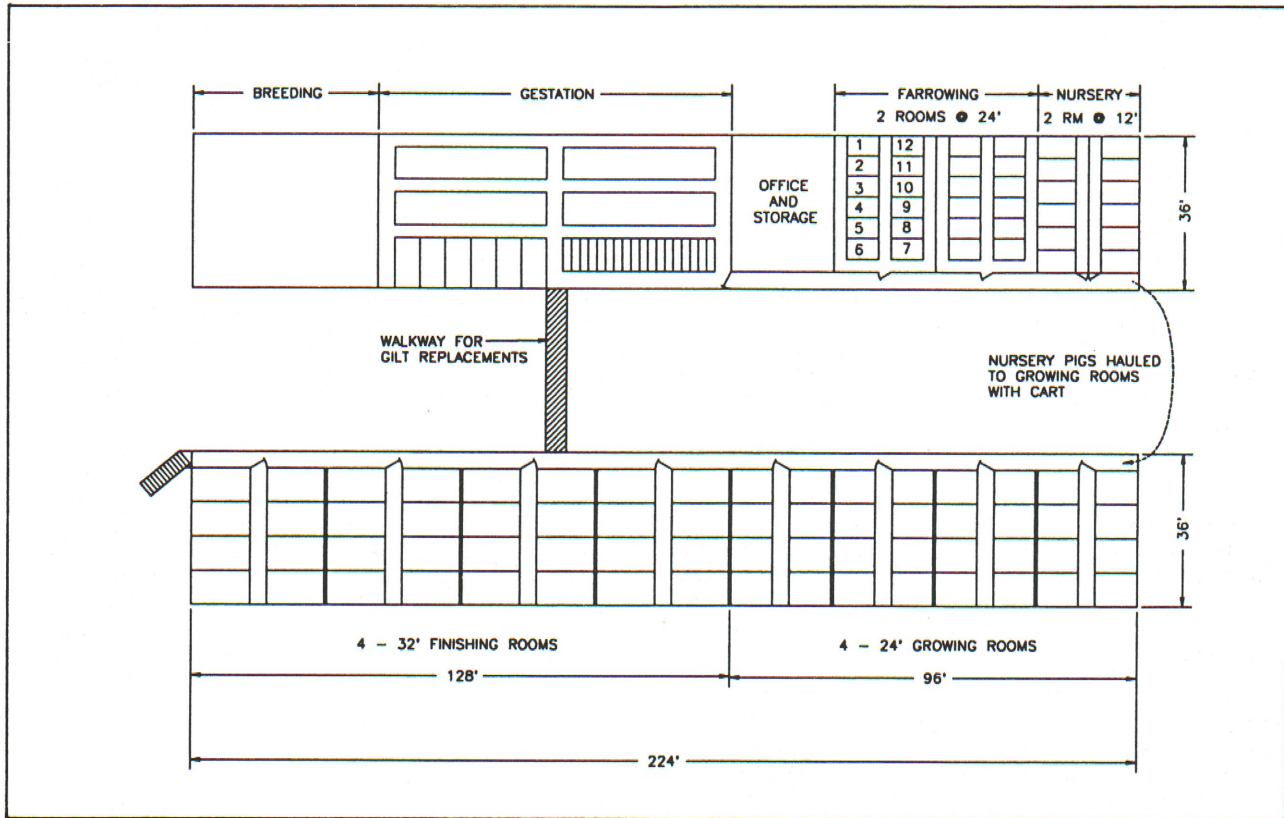 BREEDING
GESTATION
FARROWING
NURSERY
2 ROOMS @ 24'
2 RM @ 12'
OFFICE
AND
STORAGE
1 12
2 11
3 10
4 9
5 8
6 7
36'
WALKWAY FOR
GILT REPLACEMENTS
NURSERY PIGS HAULED
TO GROWING ROOMS
WITH CART
36'
4 - 32' FINISHING ROOMS
4 - 24' GROWING ROOMS
128'
96'
224'